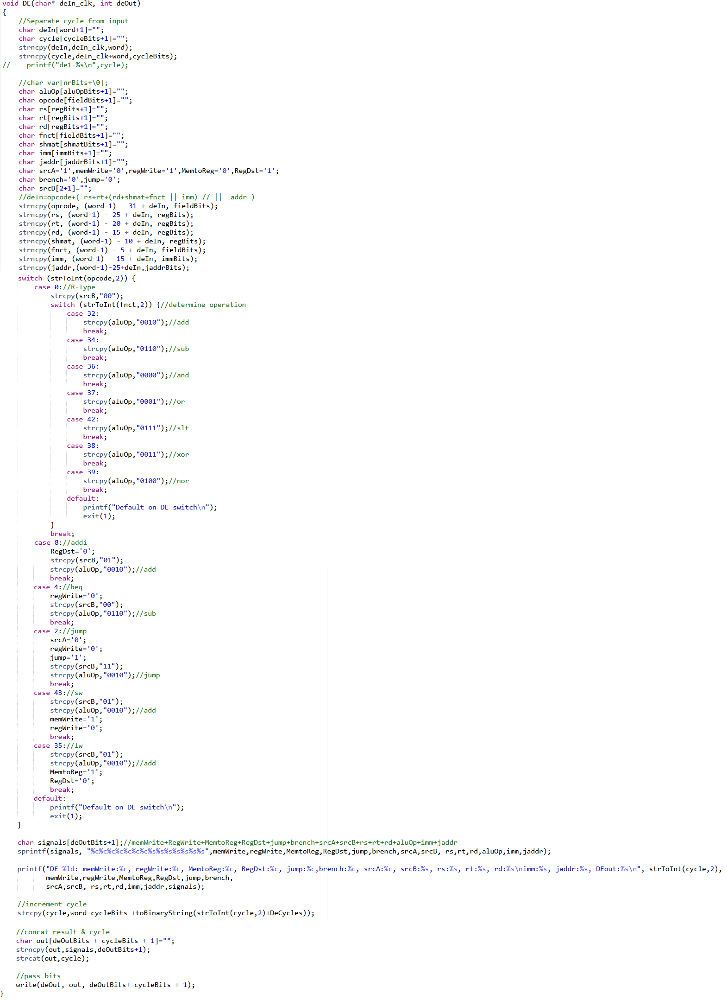 void DE(char* deIn_clk, int deOut)
{
    //Separate cycle from input
    char deIn[word+1]="";
    char cycle[cycleBits+1]="";
    strncpy(deIn,deIn_clk,word);
    strncpy(cycle,deIn_clk+word,cycleBits);
//    printf("de1-%s\n",cycle);

    //char var[nrBits+\0];
    char aluOp[aluOpBits+1]="";
    char opcode[fieldBits+1]="";
    char rs[regBits+1]="";
    char rt[regBits+1]="";
    char rd[regBits+1]="";
    char fnct[fieldBits+1]="";
    char shmat[shmatBits+1]="";
    char imm[immBits+1]="";
    char jaddr[jaddrBits+1]="";
    char srcA='1',memWrite='0',regWrite='1',MemtoReg='0',RegDst='1';
    char brench='0',jump='0';
    char srcB[2+1]="";
    //deIn=opcode+( rs+rt+(rd+shmat+fnct || imm) // ||  addr )
    strncpy(opcode, (word-1) - 31 + deIn, fieldBits);
    strncpy(rs, (word-1) - 25 + deIn, regBits);
    strncpy(rt, (word-1) - 20 + deIn, regBits);
    strncpy(rd, (word-1) - 15 + deIn, regBits);
    strncpy(shmat, (word-1) - 10 + deIn, regBits);
    strncpy(fnct, (word-1) - 5 + deIn, fieldBits);
    strncpy(imm, (word-1) - 15 + deIn, immBits);
    strncpy(jaddr,(word-1)-25+deIn,jaddrBits);
    switch (strToInt(opcode,2)) {
        case 0://R-Type
            strcpy(srcB,"00");
            switch (strToInt(fnct,2)) {//determine operation
                case 32:
                    strcpy(aluOp,"0010");//add
                    break;
                case 34:
                    strcpy(aluOp,"0110");//sub
                    break;
                case 36:
                    strcpy(aluOp,"0000");//and
                    break;
                case 37:
                    strcpy(aluOp,"0001");//or
                    break;
                case 42:
                    strcpy(aluOp,"0111");//slt
                    break;
                case 38:
                    strcpy(aluOp,"0011");//xor
                    break;
                case 39:
                    strcpy(aluOp,"0100");//nor
                    break;
                default:
                    printf("Default on DE switch\n");
                    exit(1);
            }
            break;
        case 8://addi
            RegDst='0';
            strcpy(srcB,"01");
            strcpy(aluOp,"0010");//add
            break;
        case 4://beq
            regWrite='0';
            strcpy(srcB,"00");
            strcpy(aluOp,"0110");//sub
            break;
        case 2://jump
            srcA='0';
            regWrite='0';
            jump='1';
            strcpy(srcB,"11");
            strcpy(aluOp,"0010");//jump
            break;
        case 43://sw
            strcpy(srcB,"01");
            strcpy(aluOp,"0010");//add
            memWrite='1';
            regWrite='0';
            break;
        case 35://lw
            strcpy(srcB,"01");
            strcpy(aluOp,"0010");//add
            MemtoReg='1';
            RegDst='0';
            break;
        default:
            printf("Default on DE switch\n");
            exit(1);
    }

    char signals[deOutBits+1];//memWrite+RegWrite+MemtoReg+RegDst+jump+brench+srcA+srcB+rs+rt+rd+aluOp+imm+jaddr
    sprintf(signals, "%c%c%c%c%c%c%c%s%s%s%s%s%s%s",memWrite,regWrite,MemtoReg,RegDst,jump,brench,srcA,srcB, rs,rt,rd,aluOp,imm,jaddr);

    printf("DE %ld: memWrite:%c, regWrite:%c, MemtoReg:%c, RegDst:%c, jump:%c,brench:%c, srcA:%c, srcB:%s, rs:%s, rt:%s, rd:%s\nimm:%s, jaddr:%s, DEout:%s\n", strToInt(cycle,2),
           memWrite,regWrite,MemtoReg,RegDst,jump,brench,
           srcA,srcB, rs,rt,rd,imm,jaddr,signals);

    //increment cycle
    strcpy(cycle,word-cycleBits +toBinaryString(strToInt(cycle,2)+DeCycles));

    //concat result & cycle
    char out[deOutBits + cycleBits + 1]="";
    strncpy(out,signals,deOutBits+1);
    strcat(out,cycle);

    //pass bits
    write(deOut, out, deOutBits+ cycleBits + 1);
}